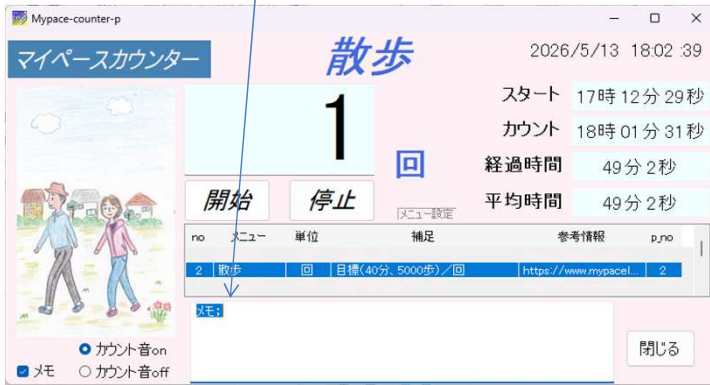 Mypace-counter-p
マイペースカウンター
散歩
2026/5/13 18:02 :39
1
回
スタート 17時 12分 29秒
カウント 18時 01分 31秒
経過時間 49分 2秒
平均時間 49分 2秒
開始
停止
メニュー設定
no メニュー 単位 補足 参考情報 p_no
2 散歩 回 目標(40分、5000歩)/回 https://www.mypacel... 2
メモ;
カウント音on
メモ
カウント音off
閉じる